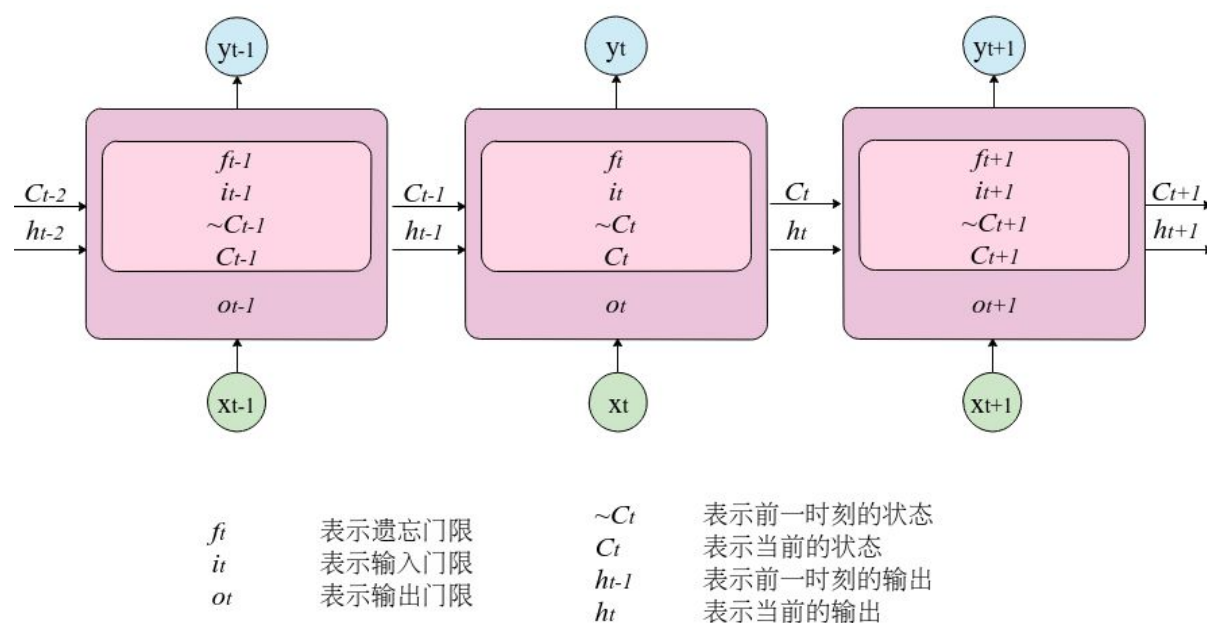 yt-1 yt yt+1
ft-1 ft ft+1
it-1 it it+1
Ct-2 Ct-1 Ct Ct+1
~Ct-1 ~Ct ~Ct+1
ht-2 ht-1 ht ht+1
Ct-1 Ct Ct+1
ot-1 ot ot+1
xt-1 xt xt+1
ft 表示遗忘门限
it 表示输入门限
ot 表示输出门限
~Ct 表示前一时刻的状态
Ct 表示当前的状态
ht-1 表示前一时刻的输出
ht 表示当前的输出